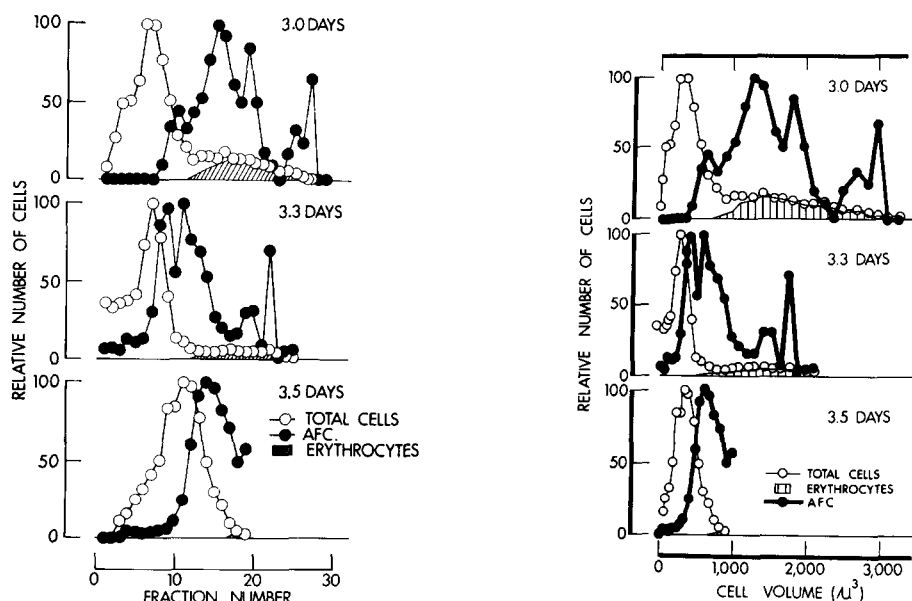 3.0 DAYS
100
50
0
3.3 DAYS
100
50
0
3.5 DAYS
100
50
0
TOTAL CELLS
AFC.
ERYTHROCYTES
RELATIVE NUMBER OF CELLS
0 10 20 30
FRACTION NUMBER
3.0 DAYS
100
50
0
3.3 DAYS
100
50
0
3.5 DAYS
100
50
0
TOTAL CELLS
ERYTHROCYTES
AFC
RELATIVE NUMBER OF CELLS
0 1,000 2,000 3,000
CELL VOLUME (/u³)